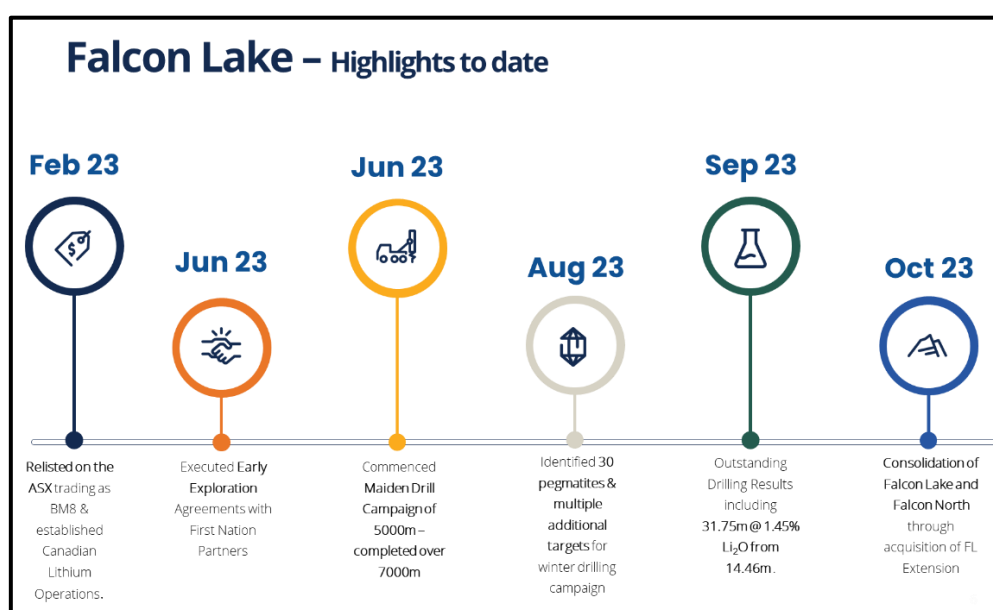 Falcon Lake – Highlights to date
Feb 23
Relisted on the
ASX trading as
BM8 &
established
Canadian
Lithium
Operations.
Jun 23
Executed Early
Exploration
Agreements with
First Nation
Partners
Jun 23
Commenced
Maiden Drill
Campaign of
5000m –
completed over
7000m
Aug 23
Identified 30
pegmatites &
multiple
additional
targets for
winter drilling
campaign
Sep 23
Outstanding
Drilling Results
including
31.75m @ 1.45%
Li₂O from
14.46m.
Oct 23
Consolidation of
Falcon Lake and
Falcon North
through
acquisition of FL
Extension